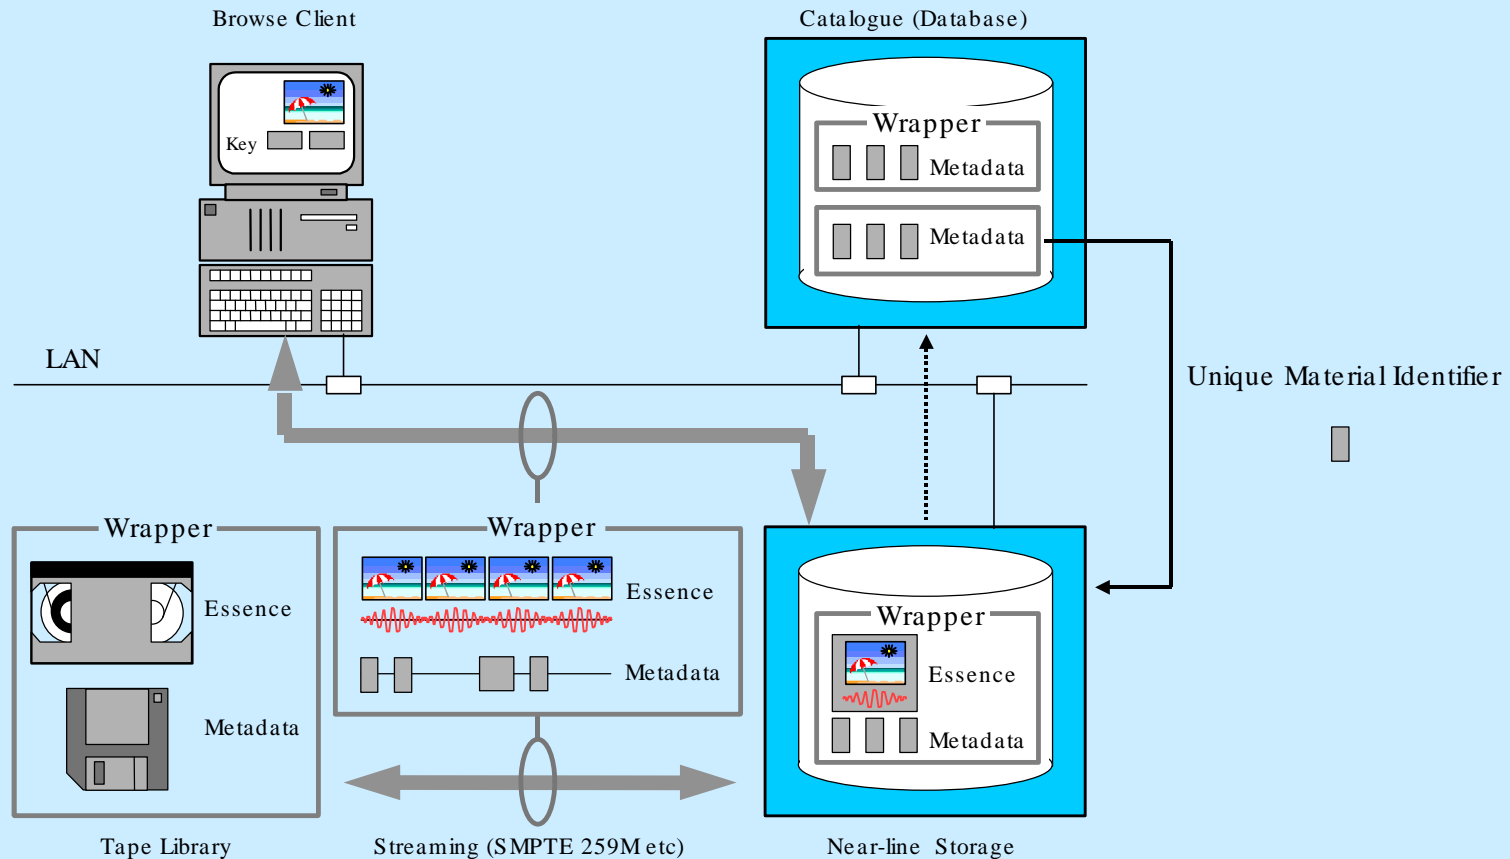 Browse Client
Catalogue (Database)
Key
Wrapper
Metadata
Metadata
LAN
Unique Material Identifier
Wrapper
Essence
Metadata
Wrapper
Essence
Metadata
Wrapper
Essence
Metadata
Tape Library
Streaming (SMPTE 259M etc)
Near-line Storage